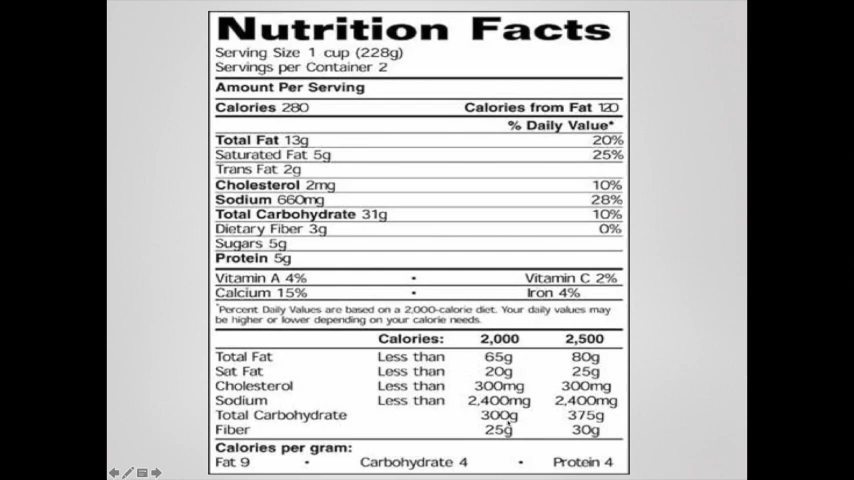 Nutrition Facts
Serving Size 1 cup (228g)
Servings per Container 2
Amount Per Serving
Calories 280 Calories from Fat 120
% Daily Value*
Total Fat 13g 20%
Saturated Fat 5g 25%
Trans Fat 2g
Cholesterol 2mg 10%
Sodium 660mg 28%
Total Carbohydrate 31g 10%
Dietary Fiber 3g 0%
Sugars 5g
Protein 5g
Vitamin A 4% • Vitamin C 2%
Calcium 15% • Iron 4%
*Percent Daily Values are based on a 2,000-calorie diet. Your daily values may
be higher or lower depending on your calorie needs.
Calories: 2,000 2,500
Total Fat Less than 65g 80g
Sat Fat Less than 20g 25g
Cholesterol Less than 300mg 300mg
Sodium Less than 2,400mg 2,400mg
Total Carbohydrate 300g 375g
Fiber 25g 30g
Calories per gram:
Fat 9 • Carbohydrate 4 • Protein 4